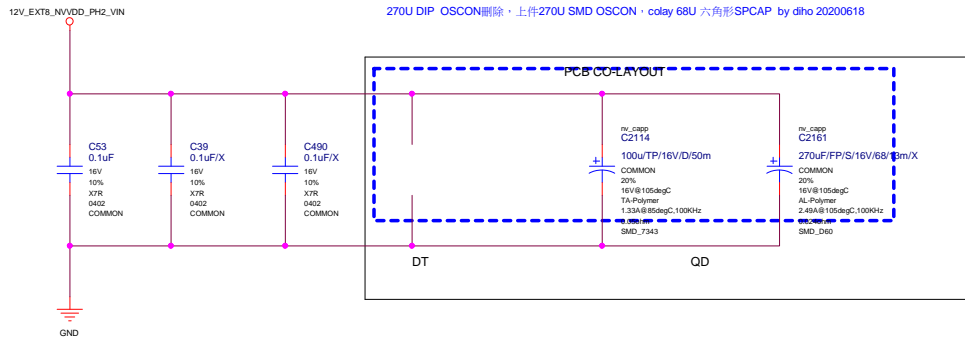 12V_EXT8_NVVDD_PH2_VIN
270U DIP OSCON刪除，上件270U SMD OSCON，colay 68U 六角形SPCAP by diho 20200618
PCB CO-LAYOUT
C53
0.1uF
16V
10%
X7R
0402
COMMON
C39
0.1uF/X
16V
10%
X7R
0402
COMMON
C490
0.1uF/X
16V
10%
X7R
0402
COMMON
nv_capp
C2114
100u/TP/16V/D/50m
COMMON
20%
16V@105degC
TA-Polymer
1.33A@85degC,100KHz
SMD_7343
nv_capp
C2161
270uF/FP/S/16V/68/13m/X
COMMON
20%
16V@105degC
AL-Polymer
2.49A@105degC,100KHz
SMD_D60
DT
QD
GND